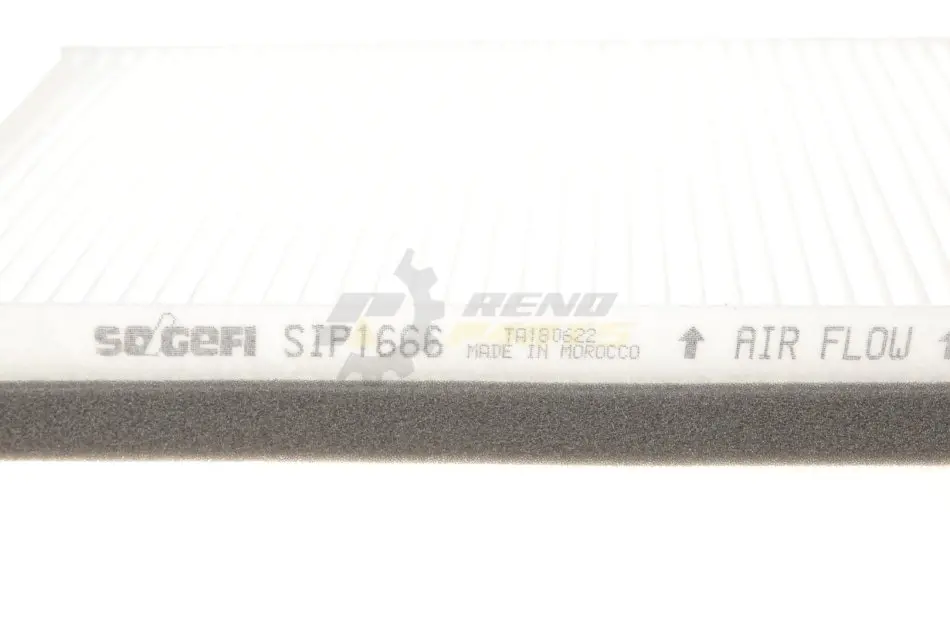 SOGEFI SIP1666 TA180622 ↑ AIR FLOW ↑
MADE IN MOROCCO
RENO